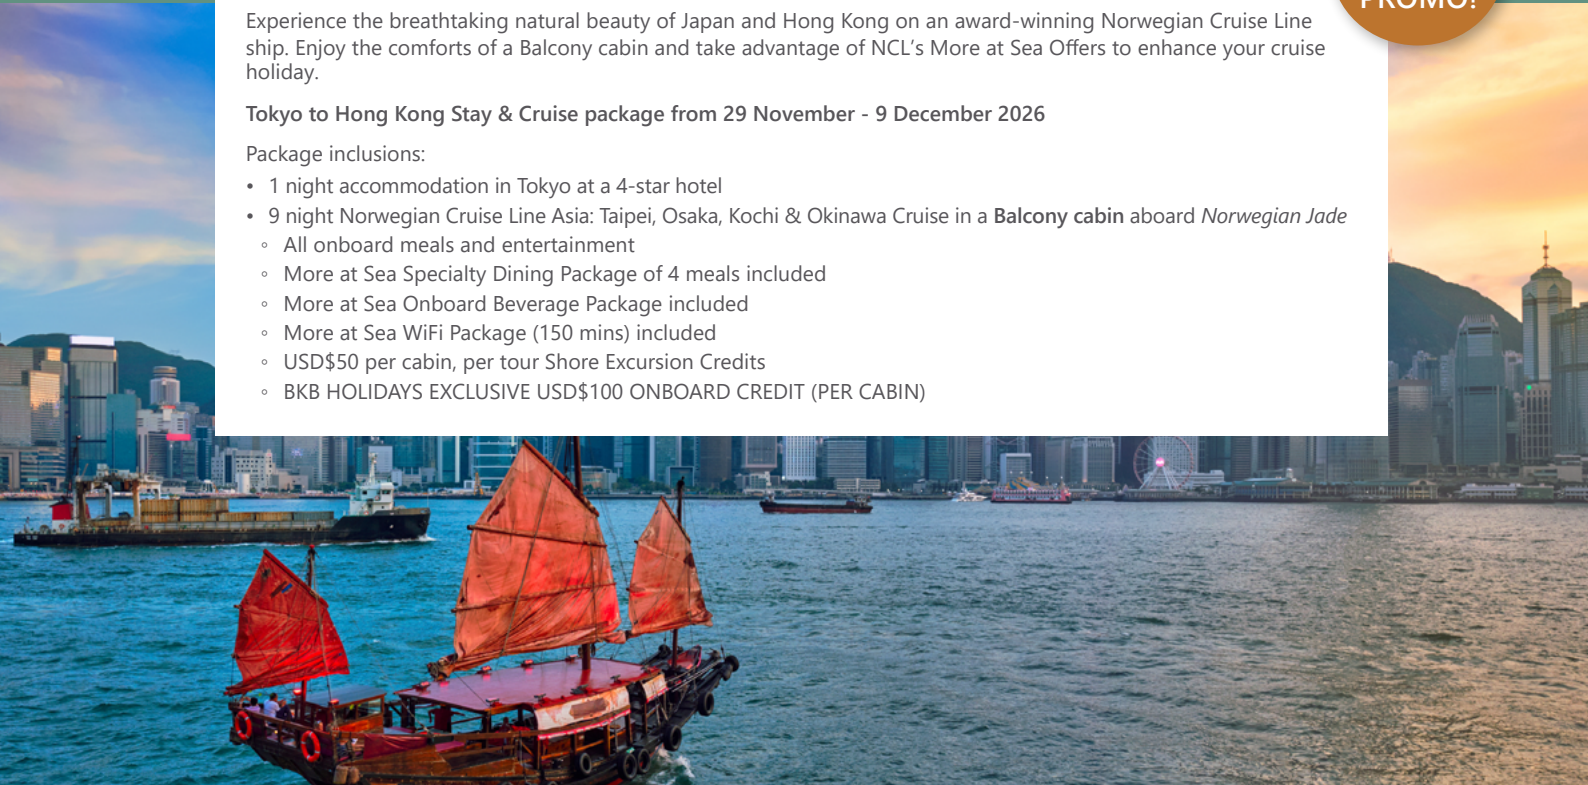 PROMO!
Experience the breathtaking natural beauty of Japan and Hong Kong on an award-winning Norwegian Cruise Line
ship. Enjoy the comforts of a Balcony cabin and take advantage of NCL’s More at Sea Offers to enhance your cruise
holiday.
Tokyo to Hong Kong Stay & Cruise package from 29 November - 9 December 2026
Package inclusions:
• 1 night accommodation in Tokyo at a 4-star hotel
• 9 night Norwegian Cruise Line Asia: Taipei, Osaka, Kochi & Okinawa Cruise in a Balcony cabin aboard Norwegian Jade
◦ All onboard meals and entertainment
◦ More at Sea Specialty Dining Package of 4 meals included
◦ More at Sea Onboard Beverage Package included
◦ More at Sea WiFi Package (150 mins) included
◦ USD$50 per cabin, per tour Shore Excursion Credits
◦ BKB HOLIDAYS EXCLUSIVE USD$100 ONBOARD CREDIT (PER CABIN)